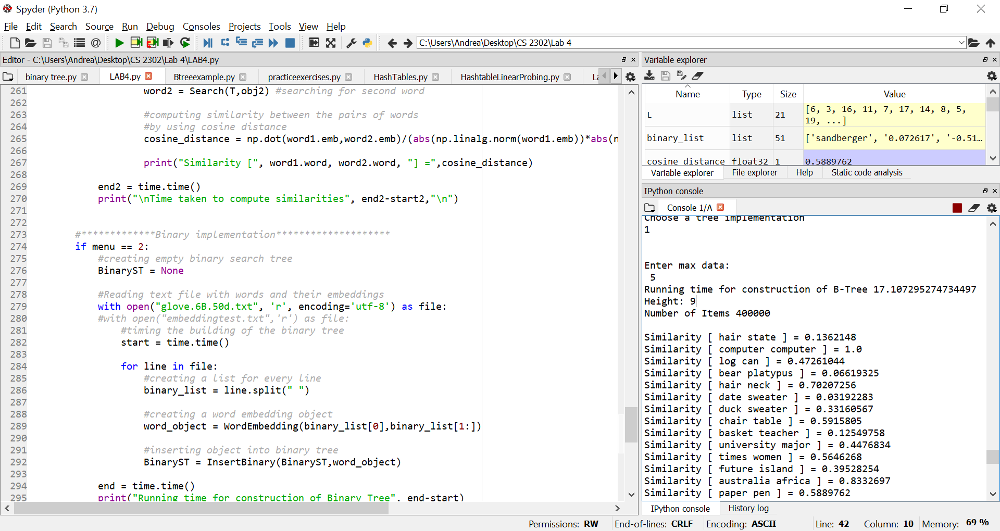 Spyder (Python 3.7)
File Edit Search Source Run Debug Consoles Projects Tools View Help
C:\Users\Andrea\Desktop\CS 2302\Lab 4
Editor - C:\Users\Andrea\Desktop\CS 2302\Lab 4\LAB4.py
binary tree.py LAB4.py Btreeexample.py practiceexercises.py HashTables.py HashtableLinearProbing.py
261 word2 = Search(T,obj2) #searching for second word
262
263 #computing similarity between the pairs of words
264 #by using cosine distance
265 cosine_distance = np.dot(word1.emb,word2.emb)/(abs(np.linalg.norm(word1.emb))*abs(n
266
267 print("Similarity [", word1.word, word2.word, "] =",cosine_distance)
268
269 end2 = time.time()
270 print("\nTime taken to compute similarities", end2-start2,"\n")
271
272
273 #*************Binary implementation********************
274 if menu == 2:
275 #creating empty binary search tree
276 BinaryST = None
277
278 #Reading text file with words and their embeddings
279 with open("glove.6B.50d.txt", 'r', encoding='utf-8') as file:
280 #with open("embeddingtest.txt",'r') as file:
281 #timing the building of the binary tree
282 start = time.time()
283
284 for line in file:
285 #creating a list for every line
286 binary_list = line.split(" ")
287
288 #creating a word embedding object
289 word_object = WordEmbedding(binary_list[0],binary_list[1:])
290
291 #inserting object into binary tree
292 BinaryST = InsertBinary(BinaryST,word_object)
293
294 end = time.time()
295 print("Running time for construction of Binary Tree", end-start)
Variable explorer
Name Type Size Value
L list 21 [6, 3, 16, 11, 7, 17, 14, 8, 5,
19, ...]
binary_list list 51 ['sandberger', '0.072617', '-0.51...
cosine_distance float32 1 0.5889762
Variable explorer File explorer Help Static code analysis
IPython console
Console 1/A
Choose a tree implementation
1
Enter max data:
5
Running time for construction of B-Tree 17.107295274734497
Height: 9
Number of Items 400000
Similarity [ hair state ] = 0.1362148
Similarity [ computer computer ] = 1.0
Similarity [ log can ] = 0.47261044
Similarity [ bear platypus ] = 0.06619325
Similarity [ hair neck ] = 0.70207256
Similarity [ date sweater ] = 0.03192283
Similarity [ duck sweater ] = 0.33160567
Similarity [ chair table ] = 0.5915805
Similarity [ basket teacher ] = 0.12549758
Similarity [ university major ] = 0.4476834
Similarity [ times women ] = 0.5646268
Similarity [ future island ] = 0.39528254
Similarity [ australia africa ] = 0.8332697
Similarity [ paper pen ] = 0.5889762
IPython console History log
Permissions: RW End-of-lines: CRLF Encoding: ASCII Line: 42 Column: 10 Memory: 69 %